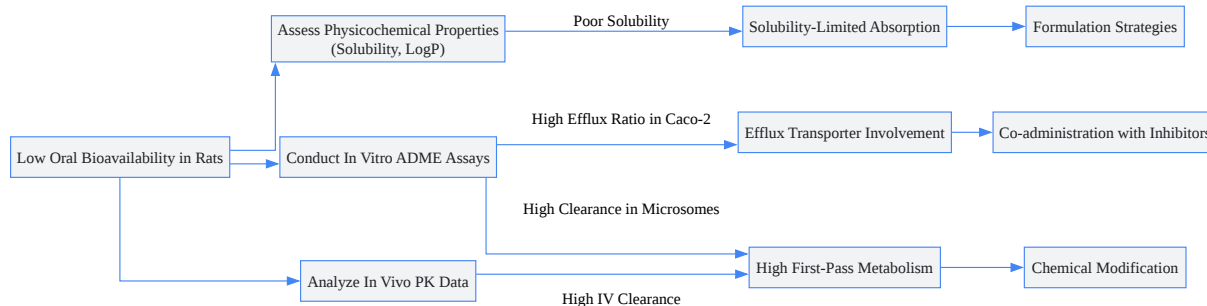 Assess Physicochemical Properties
(Solubility, LogP)
Poor Solubility
Solubility-Limited Absorption
Formulation Strategies
High Efflux Ratio in Caco-2
Efflux Transporter Involvement
Co-administration with Inhibitors
Low Oral Bioavailability in Rats
Conduct In Vitro ADME Assays
High Clearance in Microsomes
Analyze In Vivo PK Data
High First-Pass Metabolism
Chemical Modification
High IV Clearance